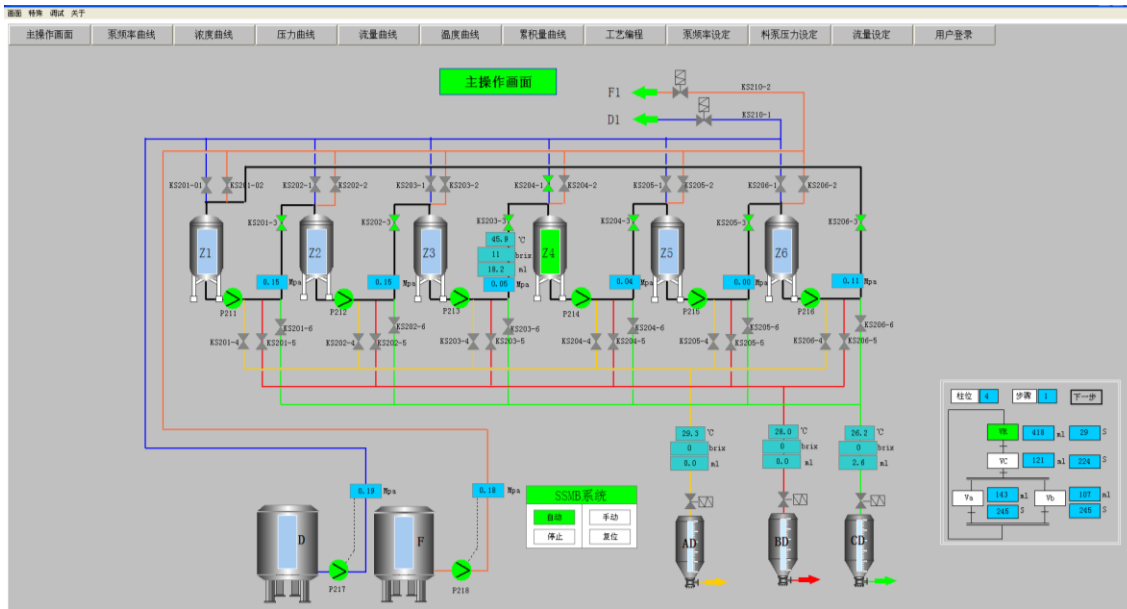 画面 特殊 调试 关于
主操作画面 泵频率曲线 浓度曲线 压力曲线 流量曲线 温度曲线 累积量曲线 工艺编程 泵频率设定 料泵压力设定 流量设定 用户登录
主操作画面
F1
KS210-2
D1
KS210-1
KS201-01 KS201-02 KS202-1 KS202-2 KS203-1 KS203-2 KS204-1 KS204-2 KS205-1 KS205-2 KS206-1 KS206-2
KS201-3 KS202-3 KS203-3 KS204-3 KS205-3 KS206-3
Z1 Z2 Z3 Z4 Z5 Z6
45.9 ℃
11 brix
18.2 ml
0.15 Mpa 0.15 Mpa 0.05 Mpa 0.04 Mpa 0.00 Mpa 0.11 Mpa
P211 P212 P213 P214 P215 P216
KS201-6 KS202-6 KS203-6 KS204-6 KS205-6 KS206-6
KS201-4 KS201-5 KS202-4 KS202-5 KS203-4 KS203-5 KS204-4 KS204-5 KS205-4 KS205-5 KS206-4 KS206-5
柱位 4 步骤 1 下一步
VR 418 ml 29 S
VC 121 ml 224 S
Va 143 ml Vb 107 ml
245 S 245 S
29.3 ℃ 28.0 ℃ 26.2 ℃
0 brix 0 brix 0 brix
0.0 ml 0.0 ml 2.6 ml
0.19 Mpa 0.18 Mpa
SSMB系统
自动 手动
停止 复位
D F
AD BD CD
P217 P218